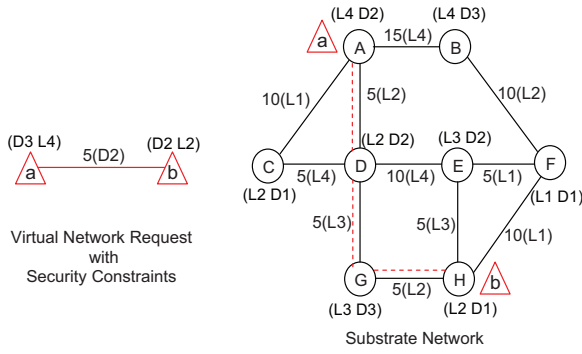 (L4 D2)
(L4 D3)
a
A
15(L4)
B
10(L1)
5(L2)
10(L2)
(D3 L4)
5(D2)
(D2 L2)
a
b
(L2 D2)
(L3 D2)
C
5(L4)
D
10(L4)
E
5(L1)
F
(L2 D1)
(L1 D1)
5(L3)
5(L3)
10(L1)
Virtual Network Request
with
Security Constraints
G
5(L2)
H
b
(L3 D3)
(L2 D1)
Substrate Network